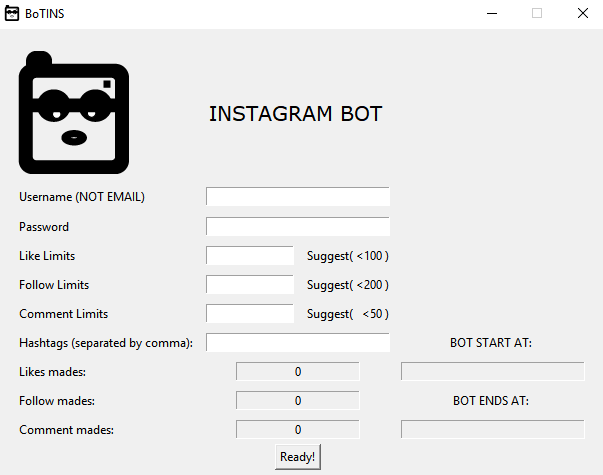 BoTINS
INSTAGRAM BOT
Username (NOT EMAIL)
Password
Like Limits Suggest( <100 )
Follow Limits Suggest( <200 )
Comment Limits Suggest( <50 )
Hashtags (separated by comma): BOT START AT:
Likes mades: 0
Follow mades: 0 BOT ENDS AT:
Comment mades: 0
Ready!